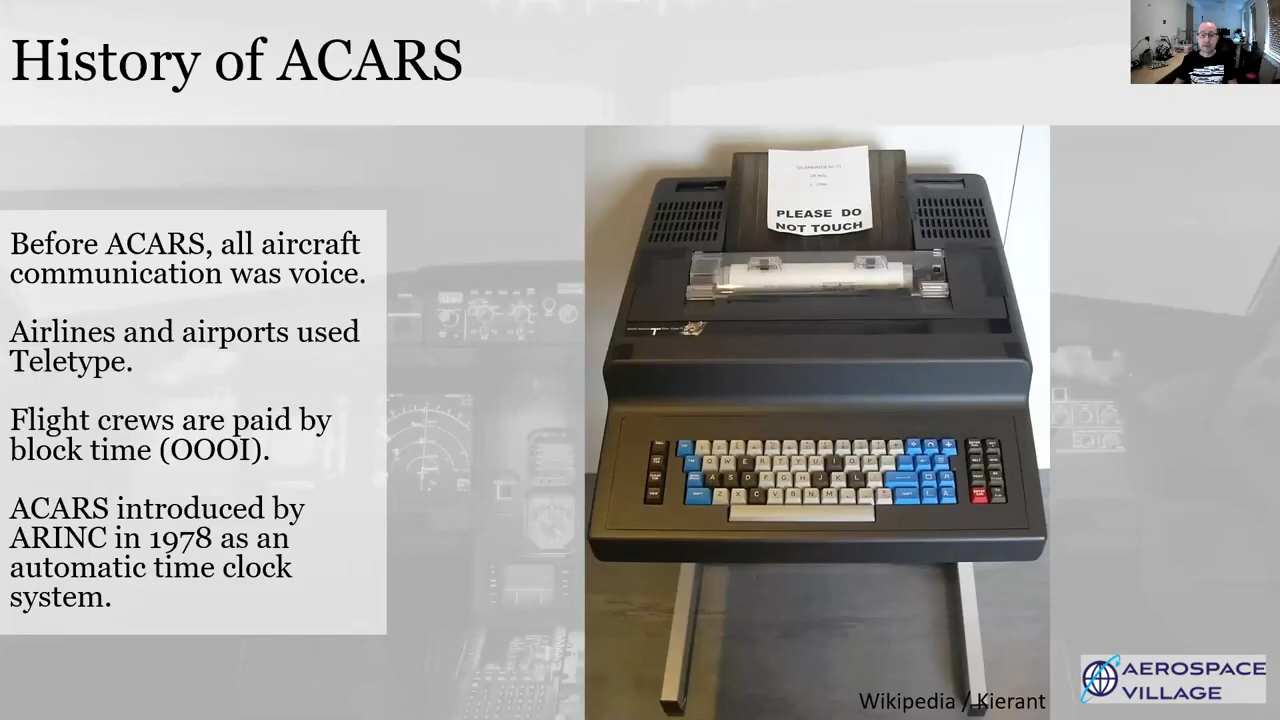 History of ACARS
Before ACARS, all aircraft
communication was voice.
Airlines and airports used
Teletype.
Flight crews are paid by
block time (OOOI).
ACARS introduced by
ARINC in 1978 as an
automatic time clock
system.
PLEASE DO
NOT TOUCH
Wikipedia / Kierant
AEROSPACE
VILLAGE